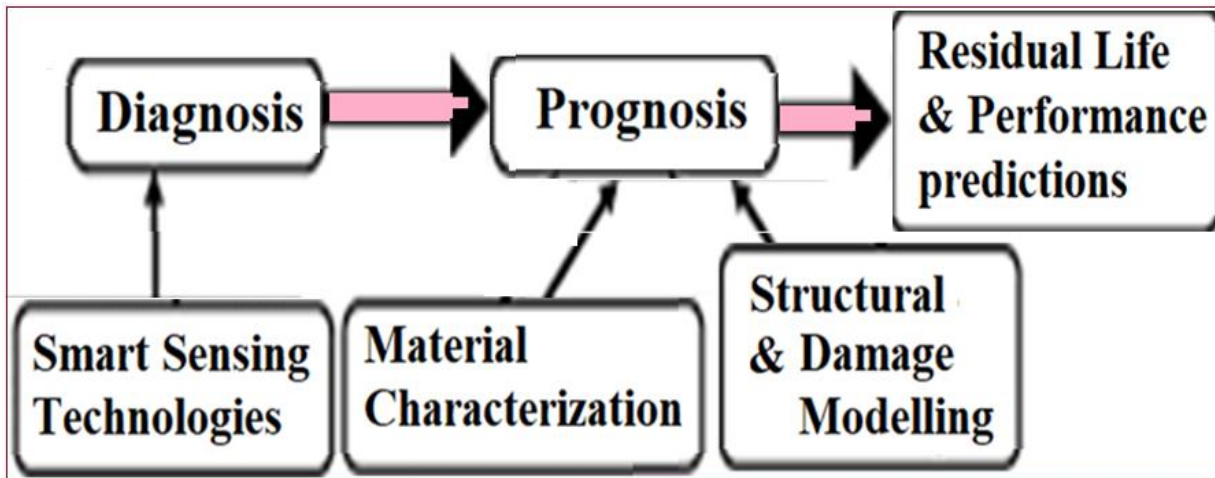 Diagnosis
Prognosis
Residual Life
& Performance
predictions
Smart Sensing
Technologies
Material
Characterization
Structural
& Damage
Modelling